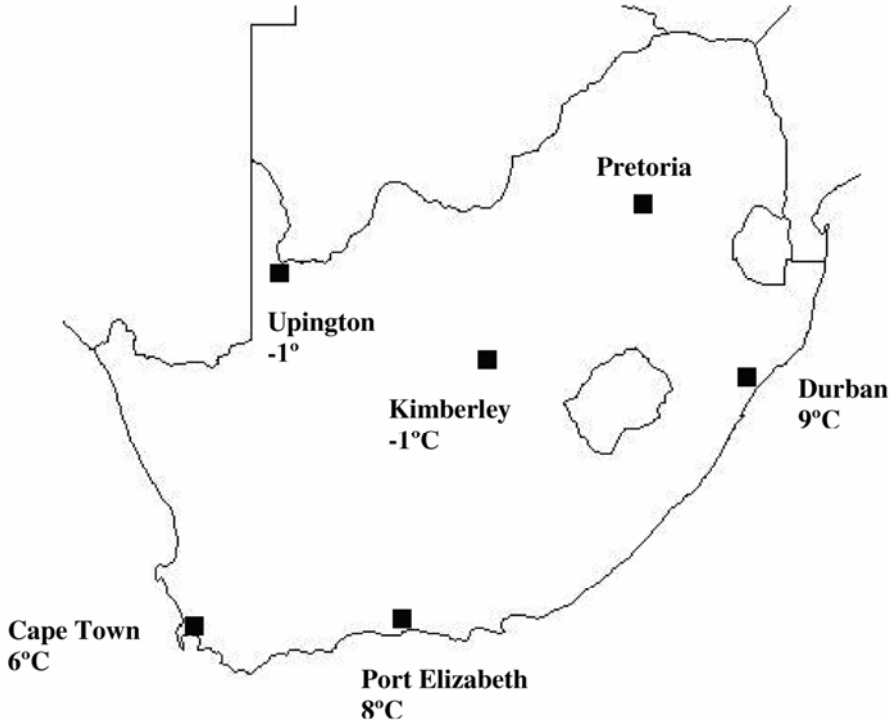 Pretoria
Upington
-1º
Kimberley
-1ºC
Durban
9ºC
Cape Town
6ºC
Port Elizabeth
8ºC